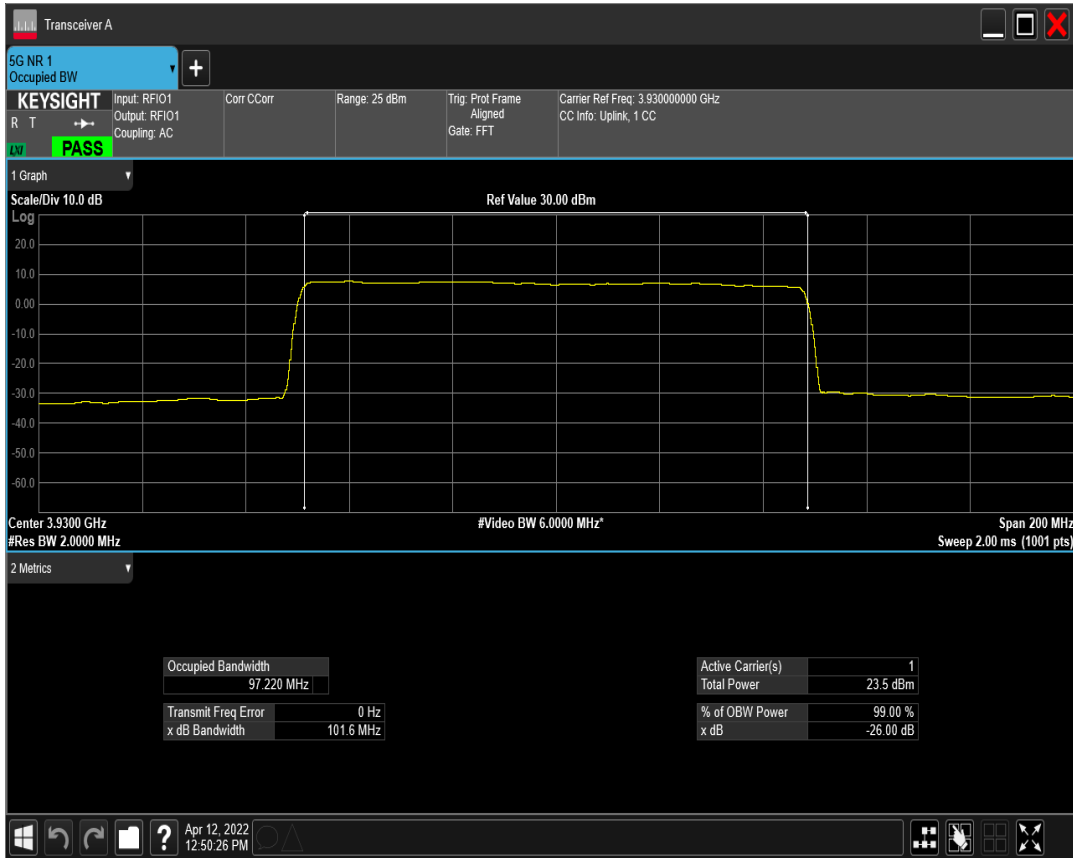 Transceiver A
5G NR 1
Occupied BW
KEYSIGHT
R T
LXI
PASS
Input: RFIO1
Output: RFIO1
Coupling: AC
Corr CCorr
Range: 25 dBm
Trig: Prot Frame
Aligned
Gate: FFT
Carrier Ref Freq: 3.930000000 GHz
CC Info: Uplink, 1 CC
1 Graph
Scale/Div 10.0 dB
Ref Value 30.00 dBm
Log
20.0
10.0
0.00
-10.0
-20.0
-30.0
-40.0
-50.0
-60.0
Center 3.9300 GHz
#Video BW 6.0000 MHz*
Span 200 MHz
#Res BW 2.0000 MHz
Sweep 2.00 ms (1001 pts)
2 Metrics
Occupied Bandwidth
97.220 MHz
Transmit Freq Error 0 Hz
x dB Bandwidth 101.6 MHz
Active Carrier(s) 1
Total Power 23.5 dBm
% of OBW Power 99.00 %
x dB -26.00 dB
?
Apr 12, 2022
12:50:26 PM